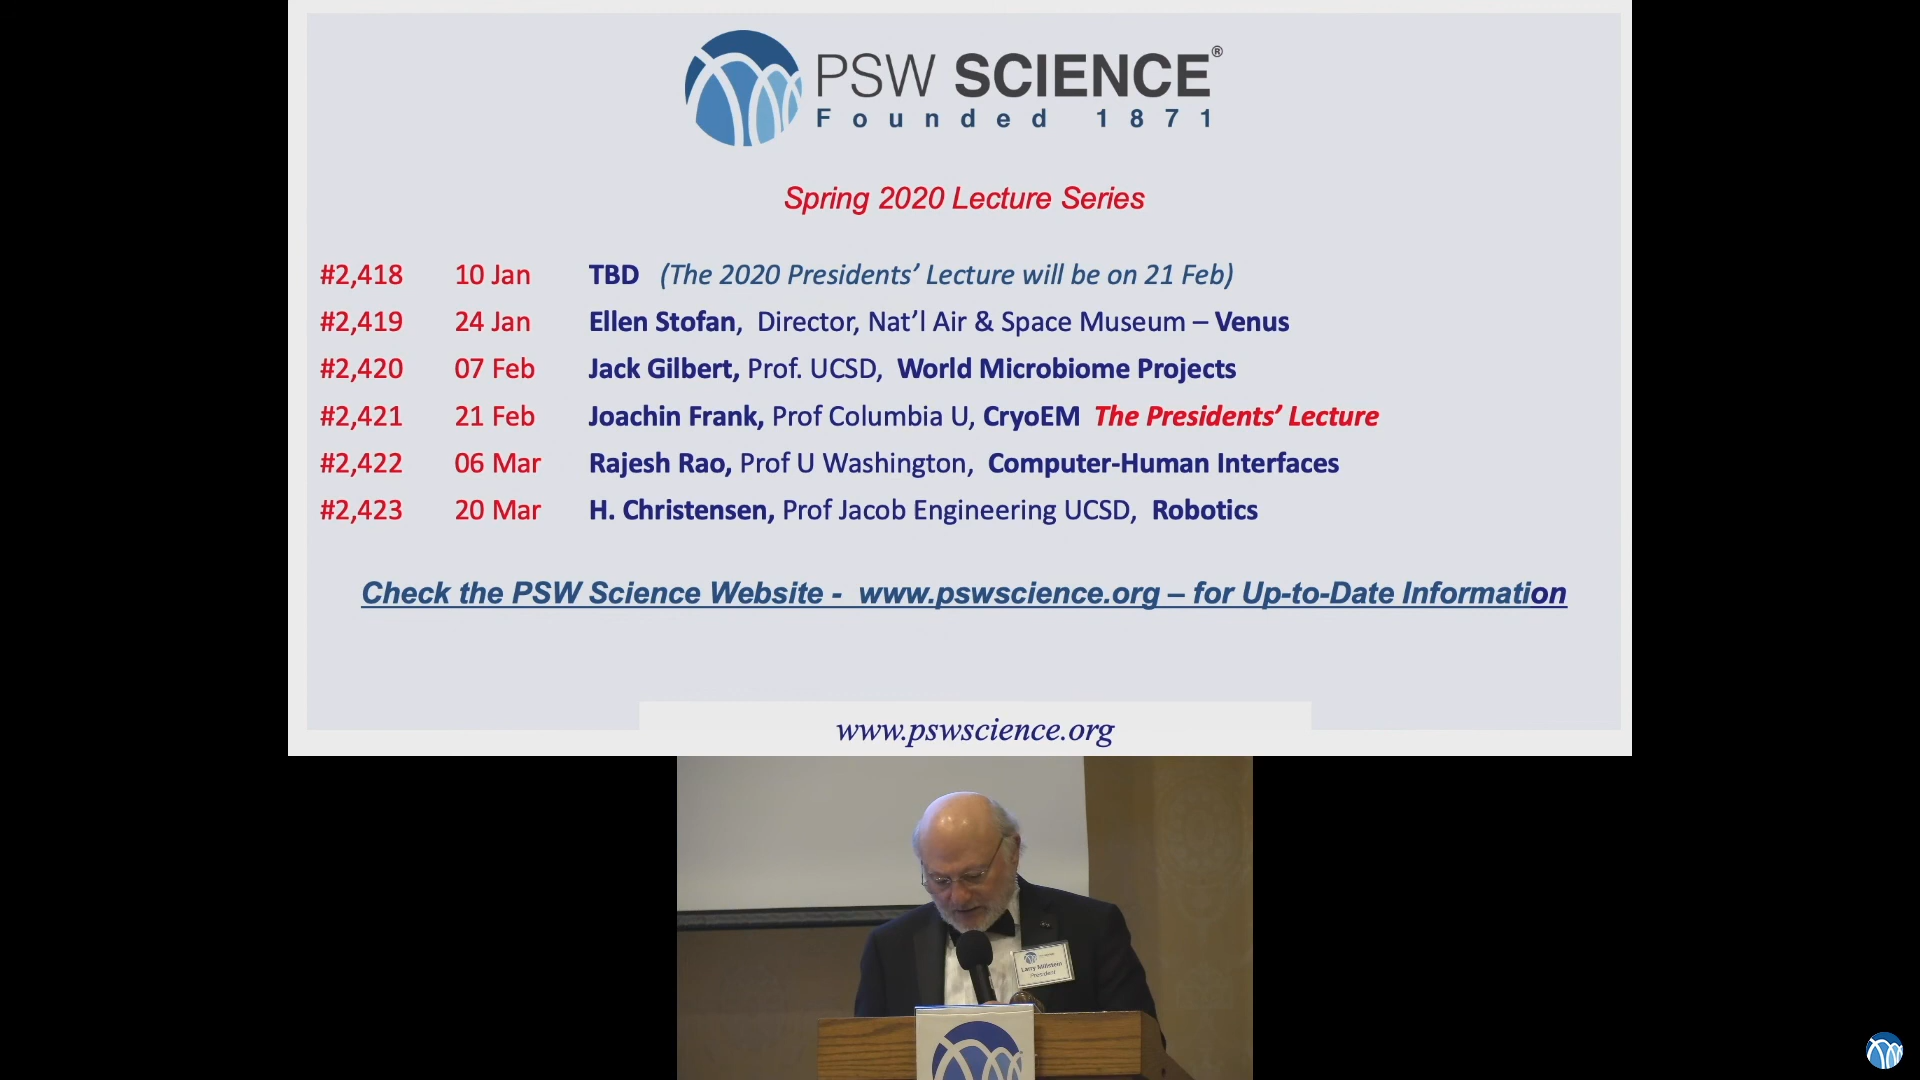 PSW SCIENCE®
Founded 1871
Spring 2020 Lecture Series
#2,418 10 Jan TBD (The 2020 Presidents’ Lecture will be on 21 Feb)
#2,419 24 Jan Ellen Stofan, Director, Nat’l Air & Space Museum – Venus
#2,420 07 Feb Jack Gilbert, Prof. UCSD, World Microbiome Projects
#2,421 21 Feb Joachin Frank, Prof Columbia U, CryoEM The Presidents’ Lecture
#2,422 06 Mar Rajesh Rao, Prof U Washington, Computer-Human Interfaces
#2,423 20 Mar H. Christensen, Prof Jacob Engineering UCSD, Robotics
Check the PSW Science Website - www.pswscience.org – for Up-to-Date Information
www.pswscience.org
Larry Millstein
President